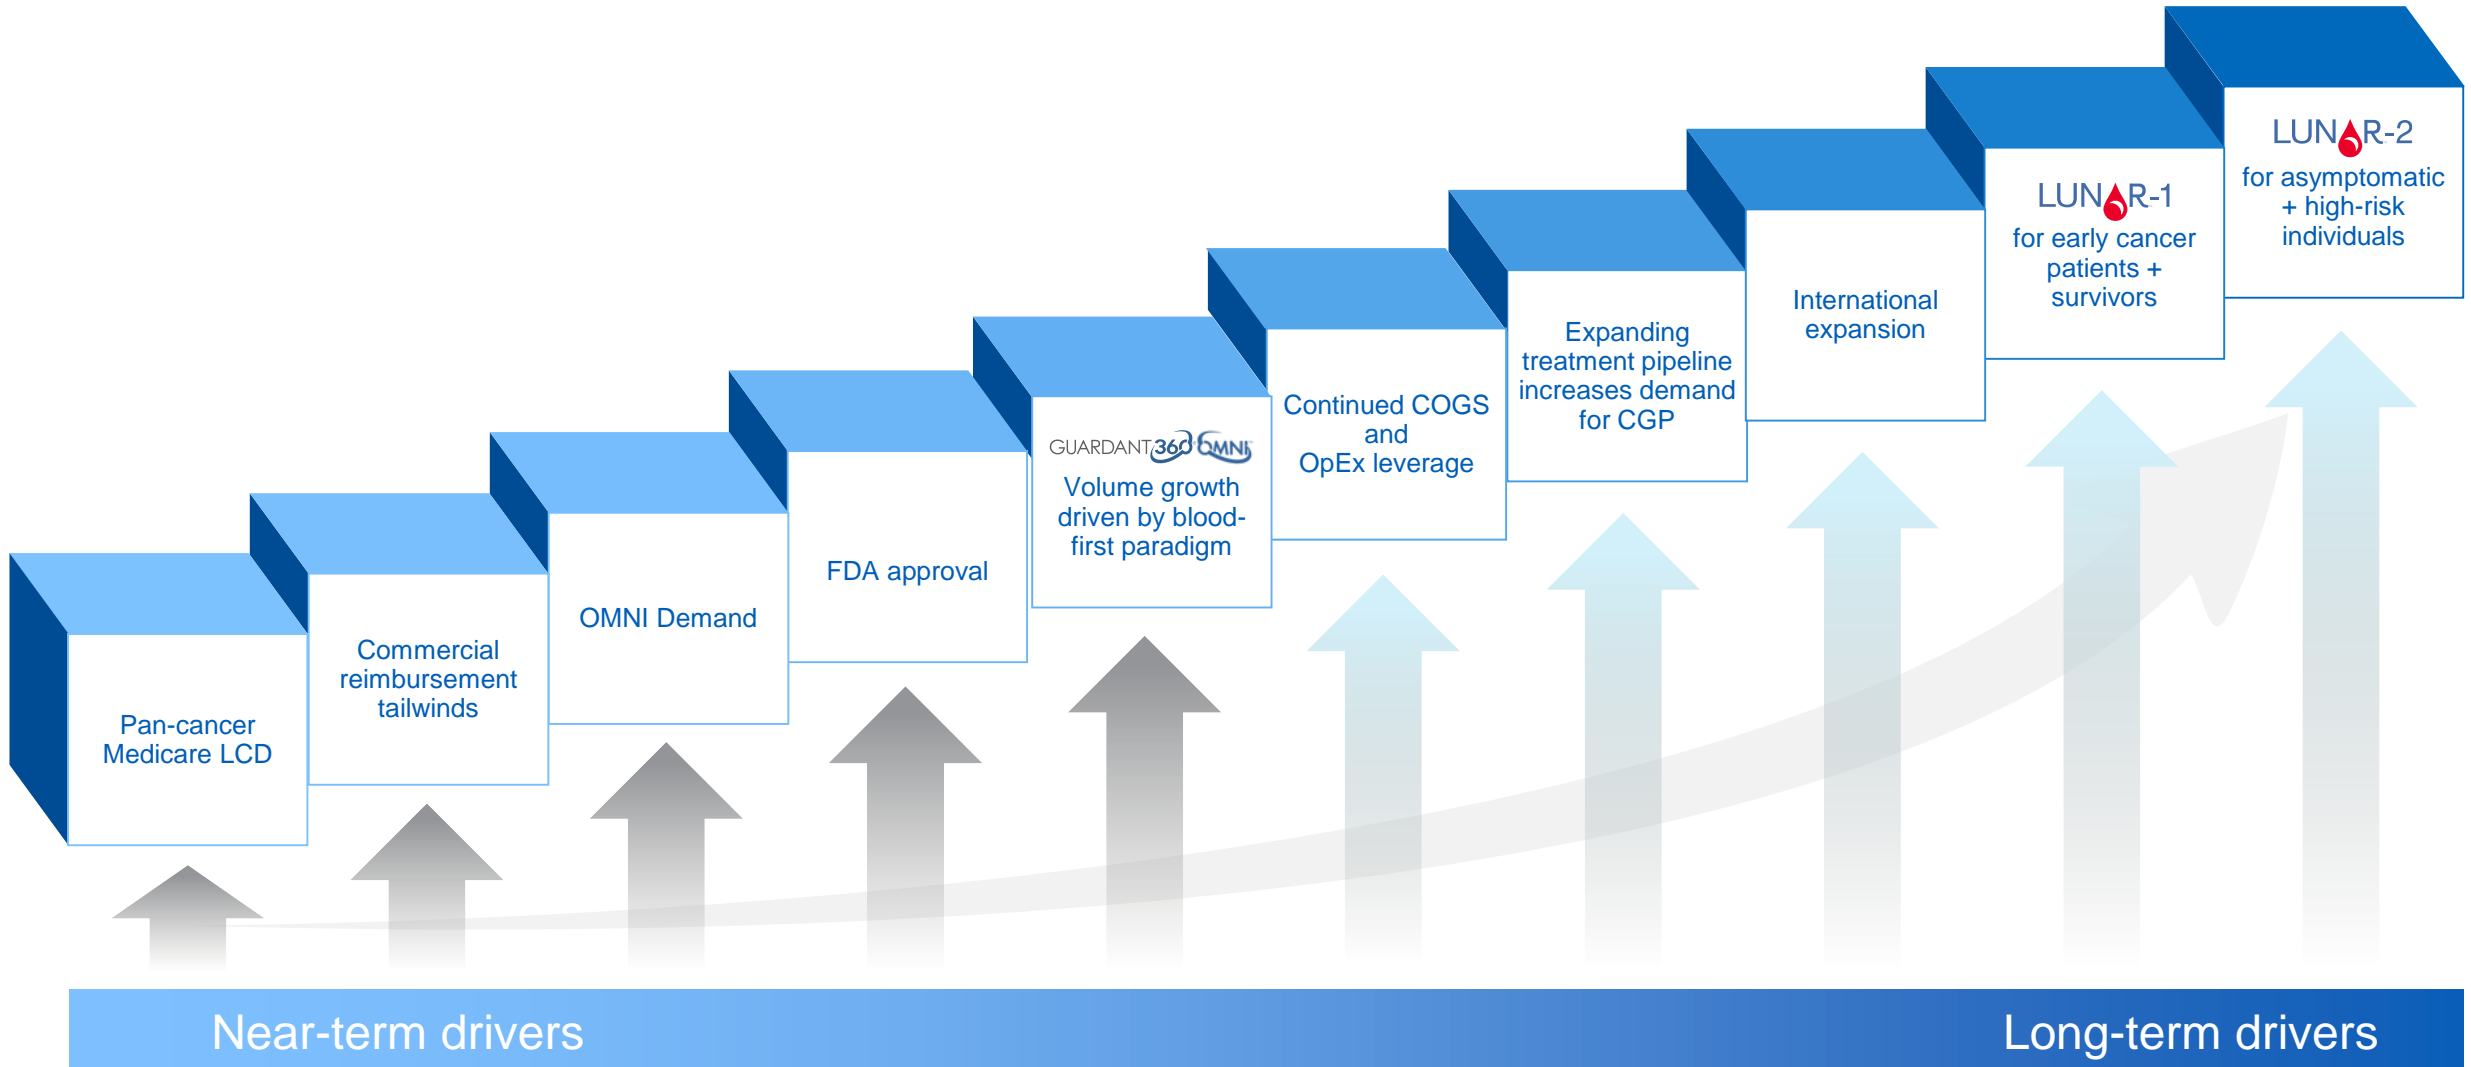 Pan-cancer
Medicare LCD
Commercial
reimbursement
tailwinds
OMNI Demand
FDA approval
GUARDANT360 OMNI
Volume growth
driven by blood-
first paradigm
Continued COGS
and
OpEx leverage
Expanding
treatment pipeline
increases demand
for CGP
International
expansion
LUNAR-1
for early cancer
patients +
survivors
LUNAR-2
for asymptomatic
+ high-risk
individuals
Near-term drivers
Long-term drivers